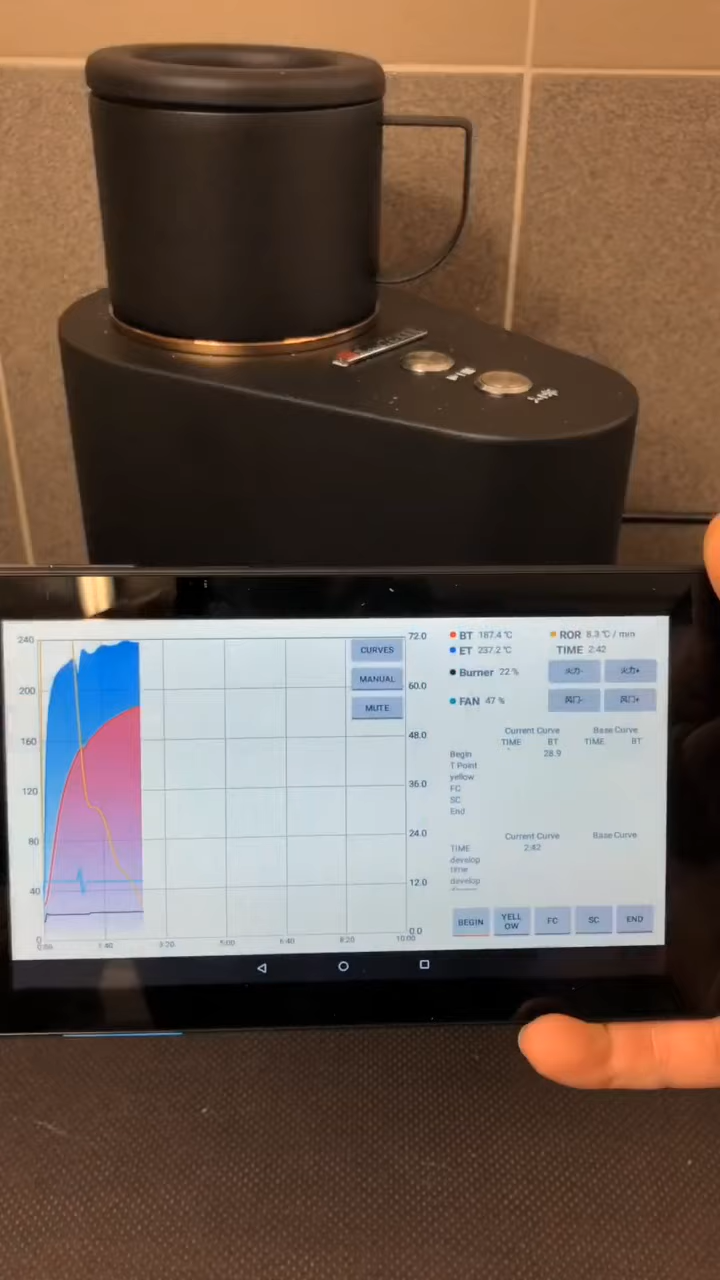 240
200
160
120
80
40
0
72.0
60.0
48.0
36.0
24.0
12.0
0.0
1:40
3:20
5:00
6:40
8:20
10:00
CURVES
MANUAL
MUTE
BT 187.4 ℃
ROR 8.3 ℃ / min
ET 237.2 ℃
TIME 2:42
Burner 22 %
火力-
火力+
FAN 47 %
风门-
风门+
Current Curve
Base Curve
TIME BT
TIME BT
Begin 28.9
T Point
yellow
FC
SC
End
Current Curve
Base Curve
TIME 2:42
develop
time
develop
BEGIN
YELL
OW
FC
SC
END